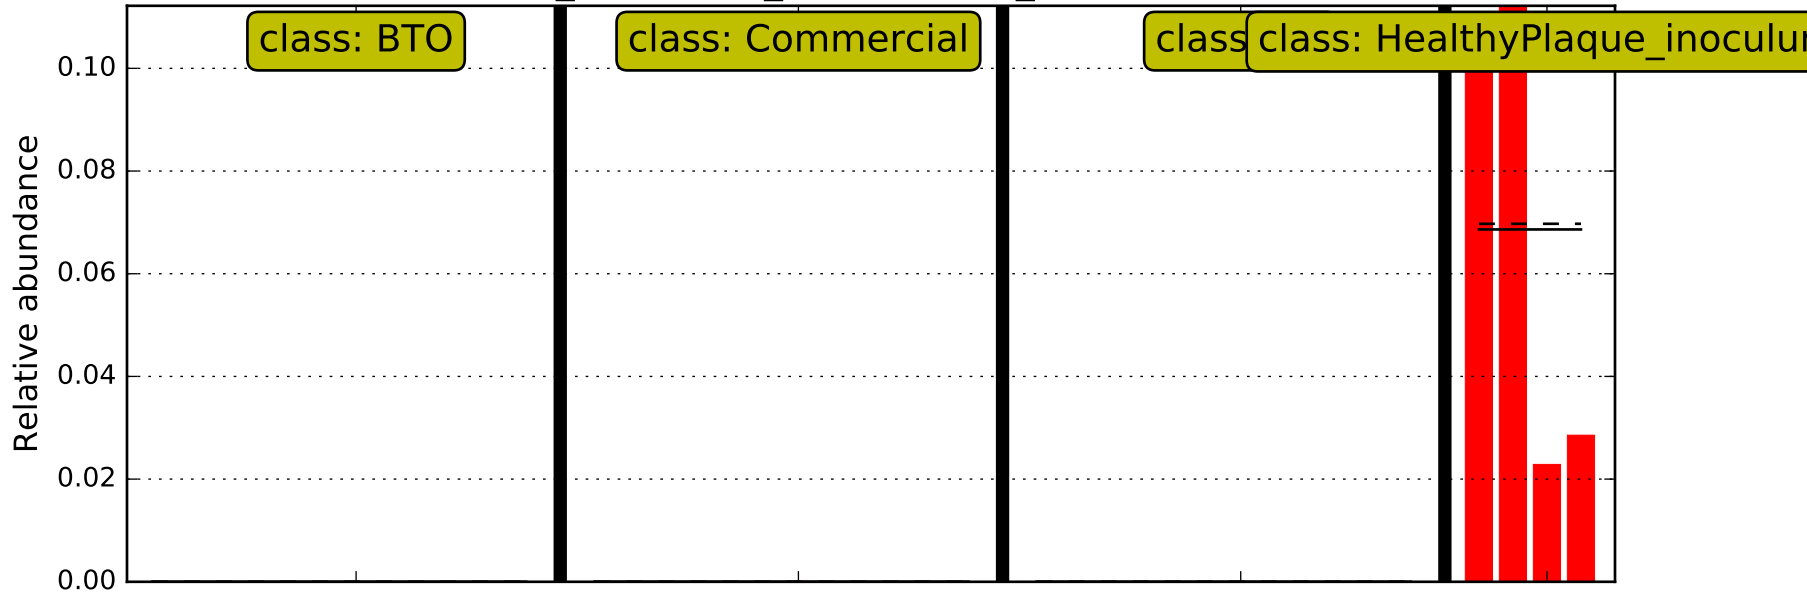 class: BTO
class: Commercial
class
class: HealthyPlaque_inoculu
0.10
0.08
0.06
0.04
0.02
0.00
Relative abundance